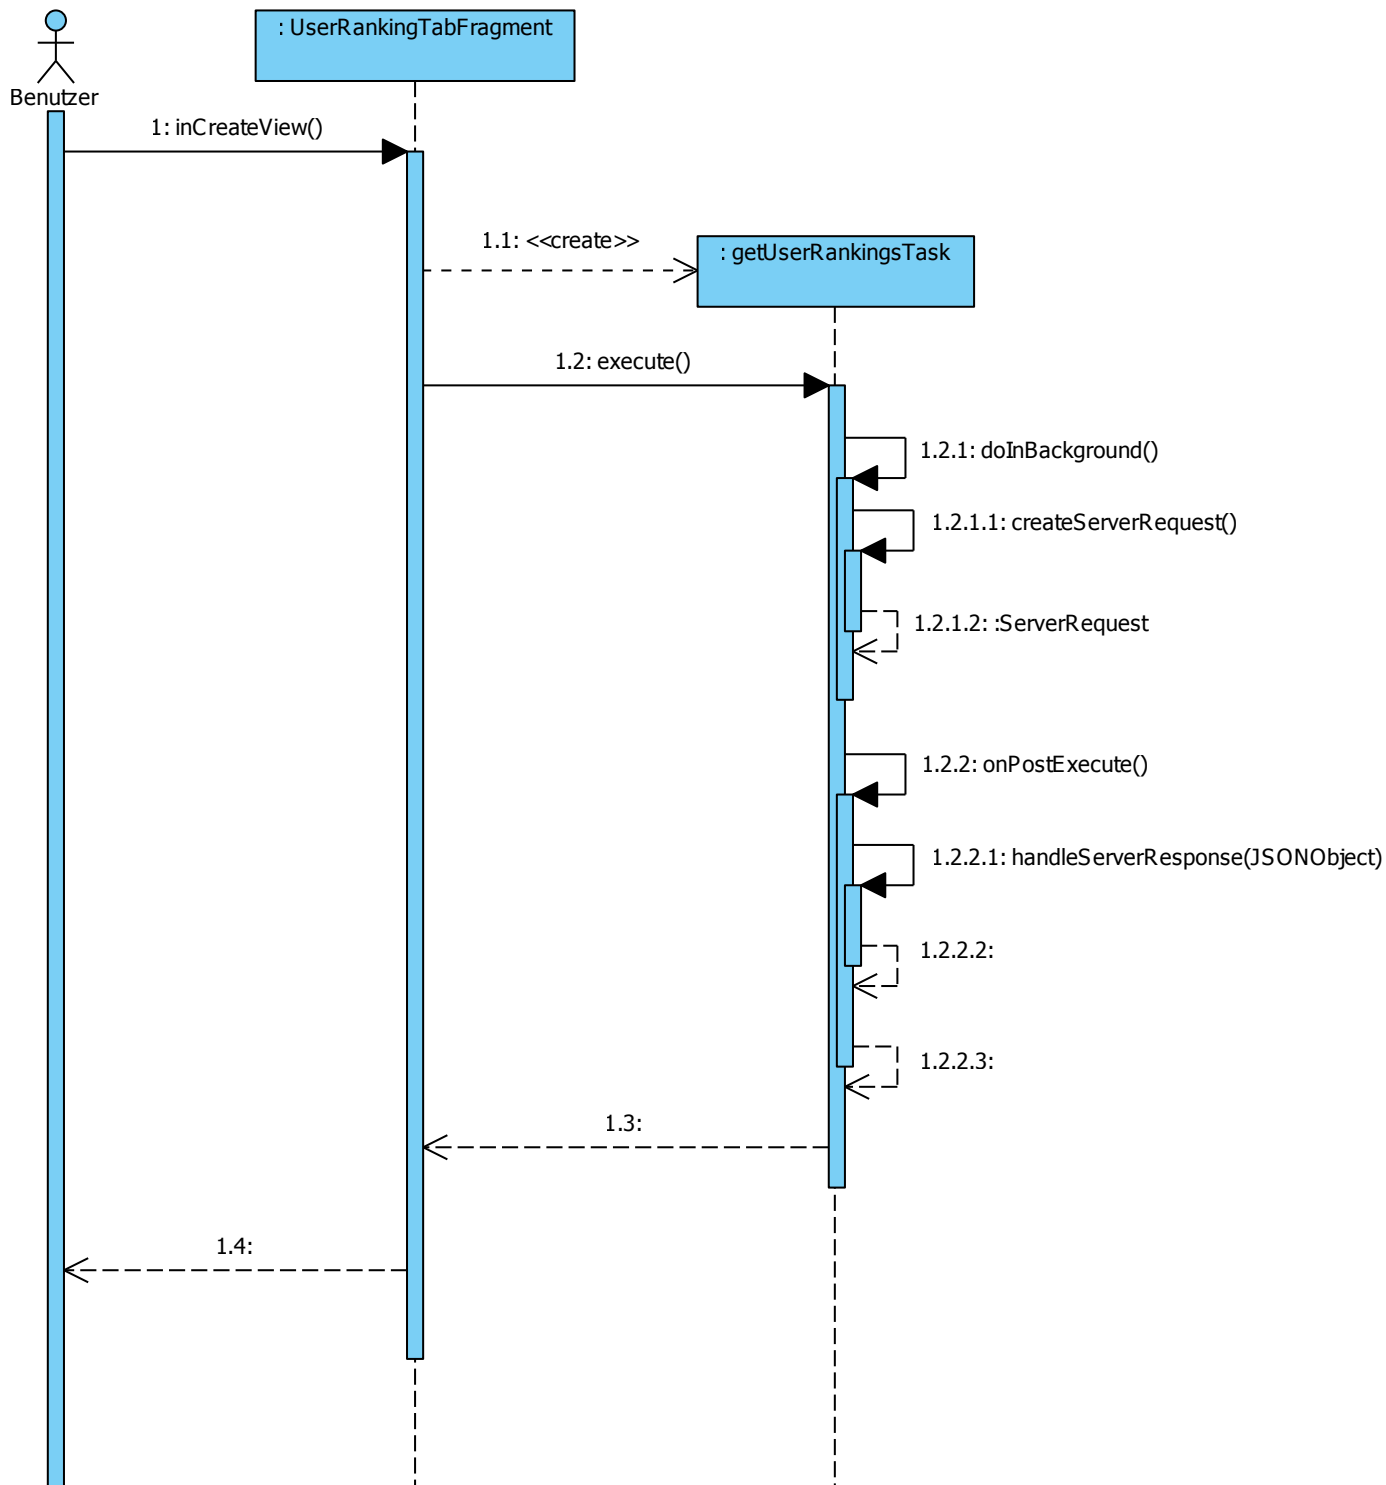 : UserRankingTabFragment
Benutzer
1: inCreateView()
1.1: <<create>>
: getUserRankingsTask
1.2: execute()
1.2.1: doInBackground()
1.2.1.1: createServerRequest()
1.2.1.2: :ServerRequest
1.2.2: onPostExecute()
1.2.2.1: handleServerResponse(JSONObject)
1.2.2.2:
1.2.2.3:
1.3:
1.4: